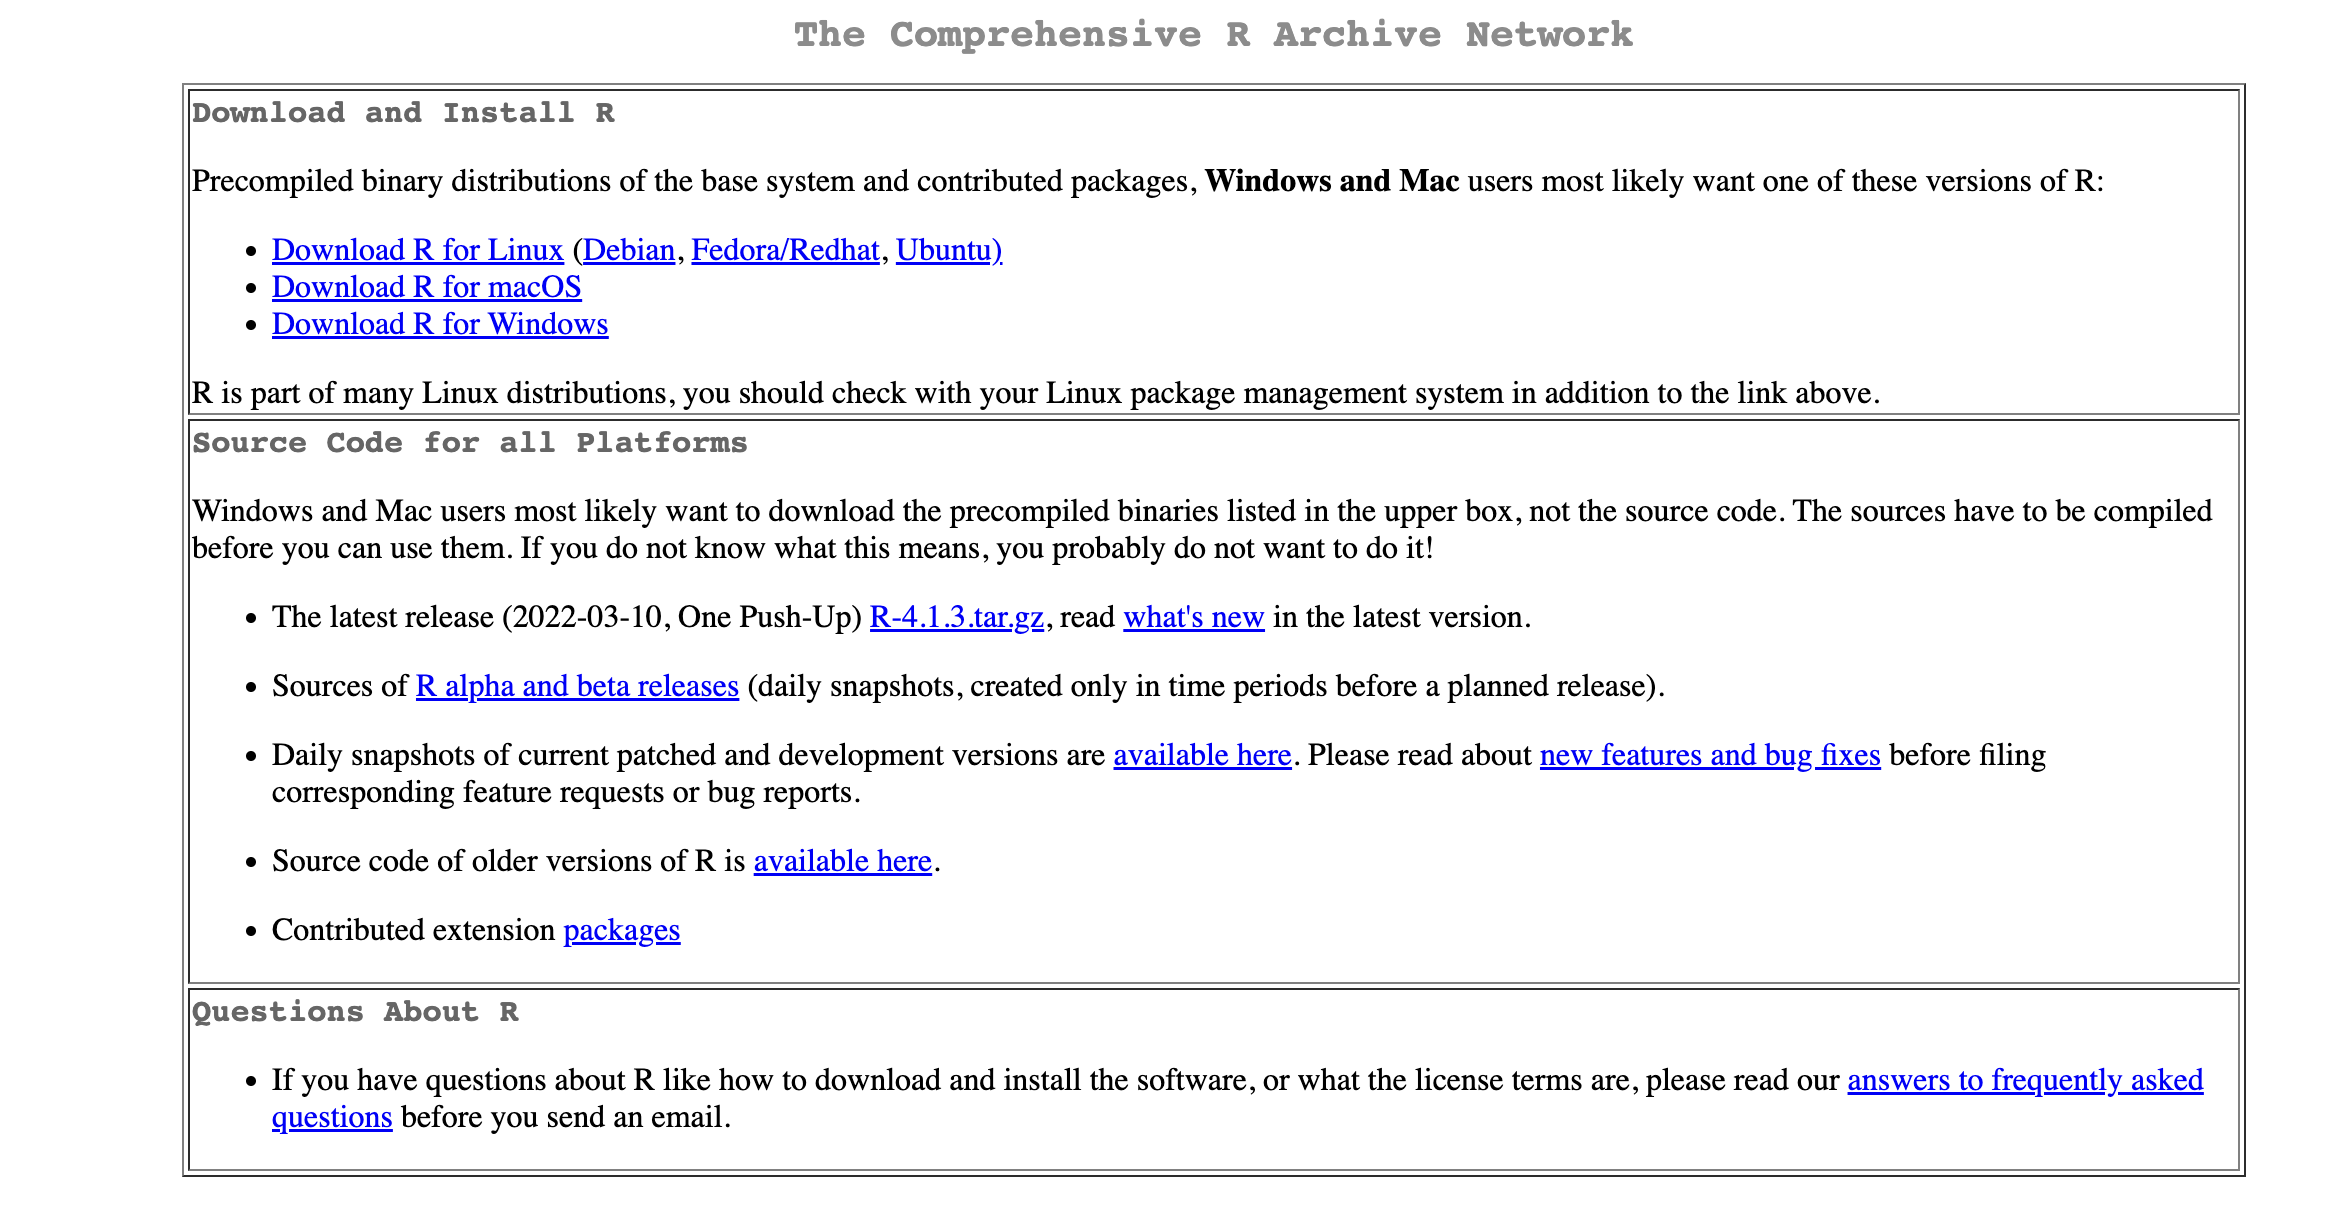 The Comprehensive R Archive Network
Download and Install R
Precompiled binary distributions of the base system and contributed packages, Windows and Mac users most likely want one of these versions of R:
• Download R for Linux (Debian, Fedora/Redhat, Ubuntu)
• Download R for macOS
• Download R for Windows
R is part of many Linux distributions, you should check with your Linux package management system in addition to the link above.
Source Code for all Platforms
Windows and Mac users most likely want to download the precompiled binaries listed in the upper box, not the source code. The sources have to be compiled
before you can use them. If you do not know what this means, you probably do not want to do it!
• The latest release (2022-03-10, One Push-Up) R-4.1.3.tar.gz, read what's new in the latest version.
• Sources of R alpha and beta releases (daily snapshots, created only in time periods before a planned release).
• Daily snapshots of current patched and development versions are available here. Please read about new features and bug fixes before filing
corresponding feature requests or bug reports.
• Source code of older versions of R is available here.
• Contributed extension packages
Questions About R
• If you have questions about R like how to download and install the software, or what the license terms are, please read our answers to frequently asked
questions before you send an email.